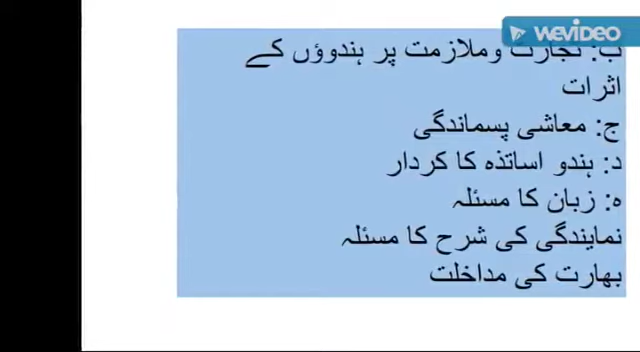 WEVIDEO
ب: تجارت وملازمت پر ہندوؤں کے
اثرات
ج: معاشی پسماندگی
د: ہندو اساتذہ کا کردار
ہ: زبان کا مسئلہ
نمایندگی کی شرح کا مسئلہ
بھارت کی مداخلت